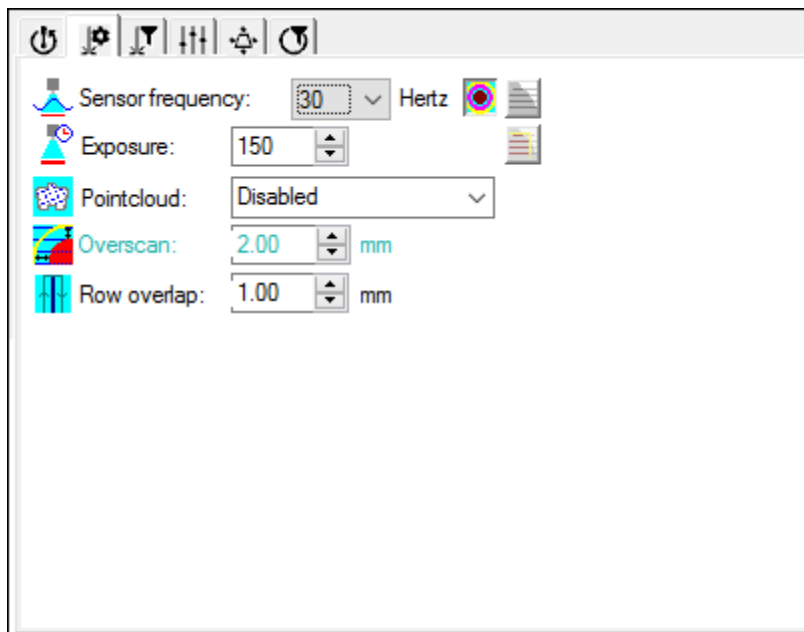 Sensor frequency: 30 Hertz
Exposure: 150
Pointcloud: Disabled
Overscan: 2.00 mm
Row overlap: 1.00 mm